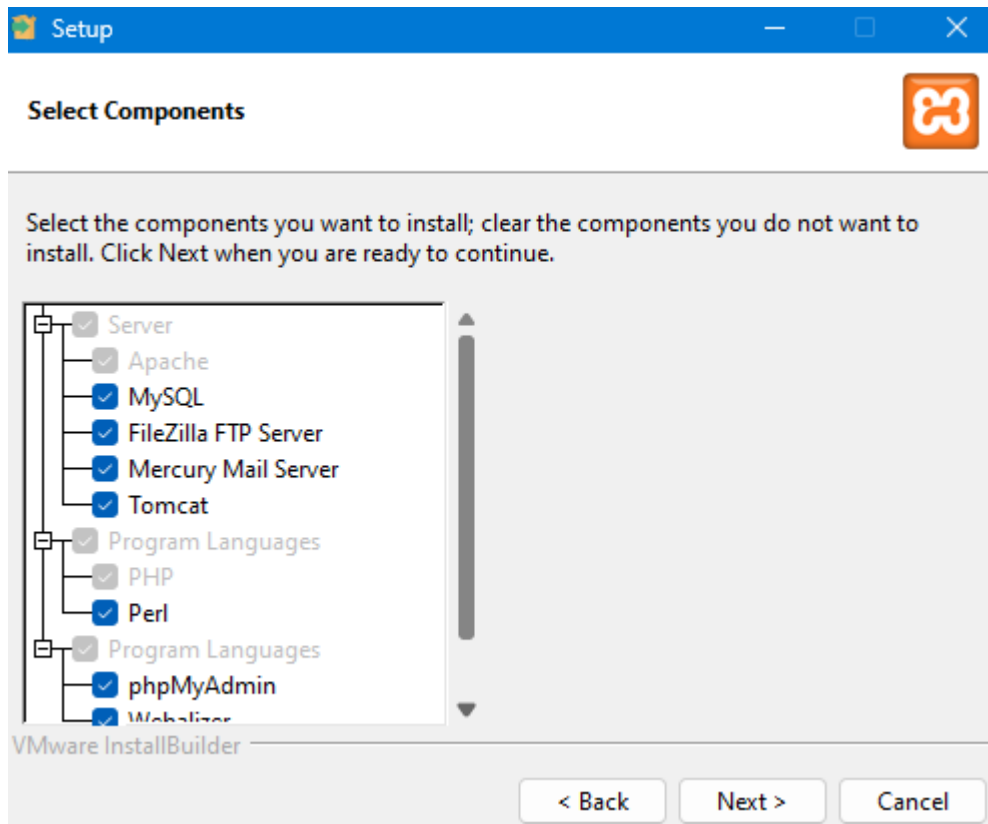 Setup
Select Components
Select the components you want to install; clear the components you do not want to
install. Click Next when you are ready to continue.
Server
Apache
MySQL
FileZilla FTP Server
Mercury Mail Server
Tomcat
Program Languages
PHP
Perl
Program Languages
phpMyAdmin
Webalizer
VMware InstallBuilder
< Back
Next >
Cancel